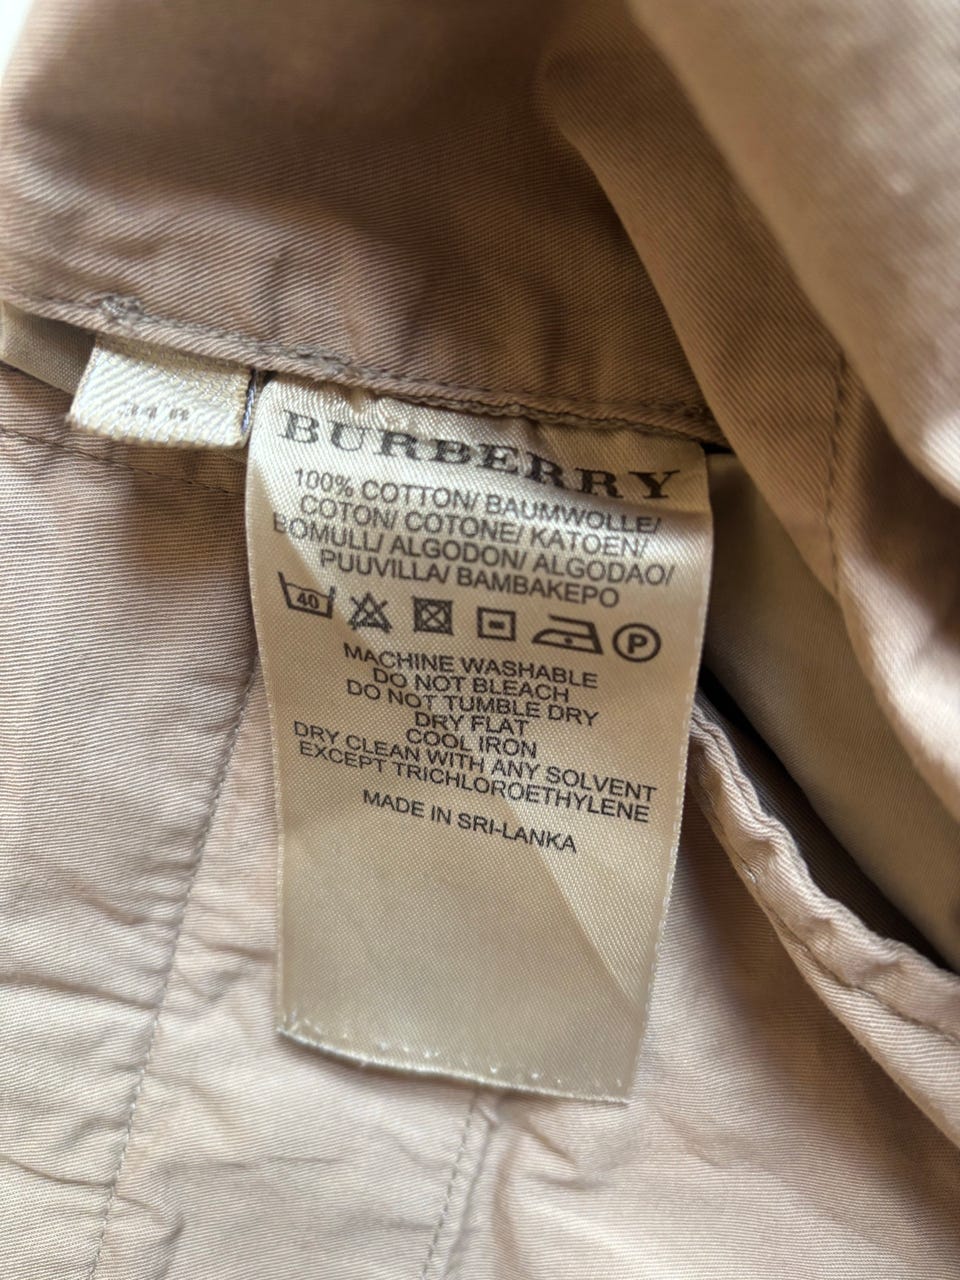 BURBERRY
100% COTTON/ BAUMWOLLE/
COTON/ COTONE/ KATOEN/
BOMULL/ ALGODON/ ALGODAO/
PUUVILLA/ BAMBAKEPO
40
P
MACHINE WASHABLE
DO NOT BLEACH
DO NOT TUMBLE DRY
DRY FLAT
COOL IRON
DRY CLEAN WITH ANY SOLVENT
EXCEPT TRICHLOROETHYLENE
MADE IN SRI-LANKA